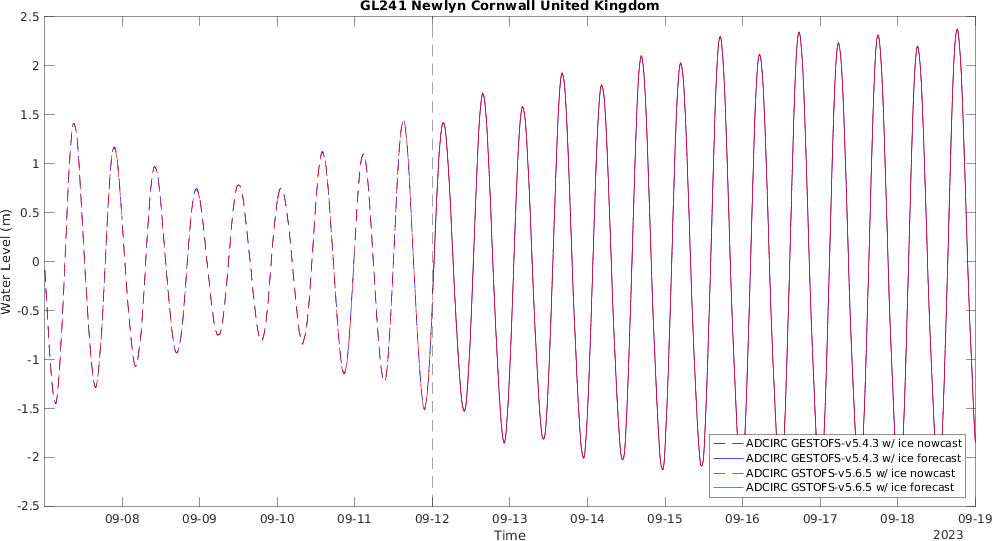 GL241 Newlyn Cornwall United Kingdom
2.5
2
1.5
1
0.5
0
-0.5
-1
-1.5
-2
-2.5
Water Level (m)
ADCIRC GESTOFS-v5.4.3 w/ ice nowcast
ADCIRC GESTOFS-v5.4.3 w/ ice forecast
ADCIRC GSTOFS-v5.6.5 w/ ice nowcast
ADCIRC GSTOFS-v5.6.5 w/ ice forecast
09-08 09-09 09-10 09-11 09-12 09-13 09-14 09-15 09-16 09-17 09-18 09-19
Time
2023